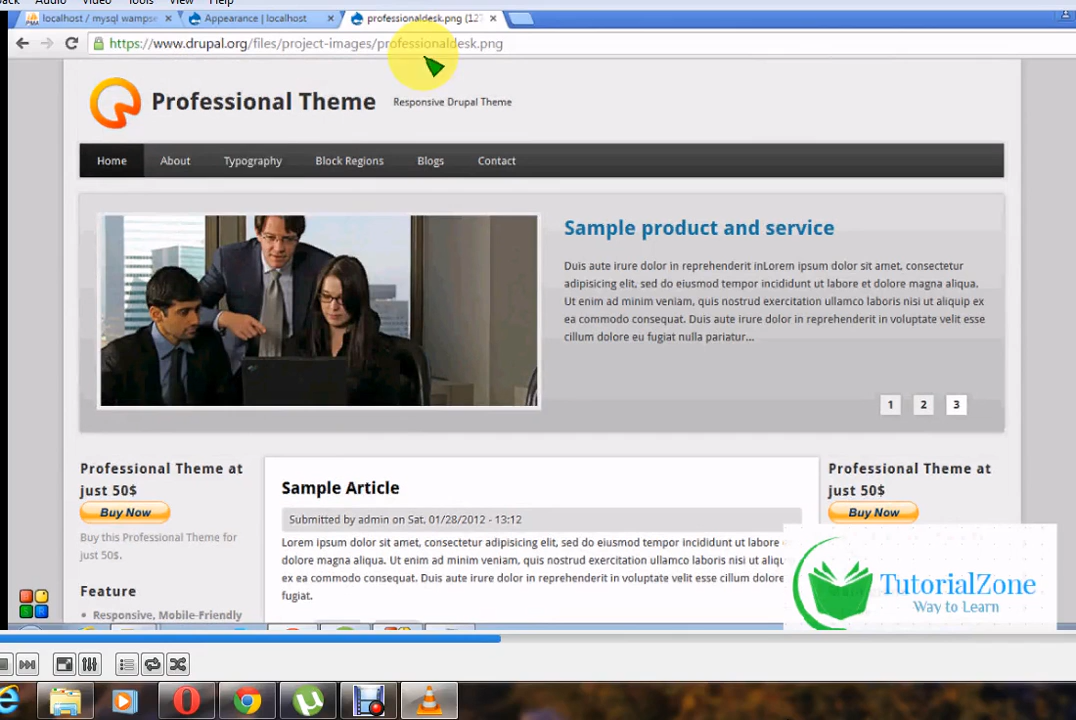 Audio Video Tools View Help
localhost / mysql wampse
Appearance | localhost
professionaldesk.png (12
https://www.drupal.org/files/project-images/professionaldesk.png
Professional Theme
Responsive Drupal Theme
Home About Typography Block Regions Blogs Contact
Sample product and service
Duis aute irure dolor in reprehenderit inLorem ipsum dolor sit amet, consectetur
adipisicing elit, sed do eiusmod tempor incididunt ut labore et dolore magna aliqua.
Ut enim ad minim veniam, quis nostrud exercitation ullamco laboris nisi ut aliquip ex
ea commodo consequat. Duis aute irure dolor in reprehenderit in voluptate velit esse
cillum dolore eu fugiat nulla pariatur...
1 2 3
Professional Theme at
just 50$
Buy Now
Buy this Professional Theme for
just 50$.
Feature
Responsive, Mobile-Friendly
Sample Article
Submitted by admin on Sat. 01/28/2012 - 13:12
Lorem ipsum dolor sit amet, consectetur adipisicing elit, sed do eiusmod tempor incididunt ut labore et
dolore magna aliqua. Ut enim ad minim veniam, quis nostrud exercitation ullamco laboris nisi ut aliquip
ex ea commodo consequat. Duis aute irure dolor in reprehenderit in voluptate velit esse cillum dolore
fugiat.
Professional Theme at
just 50$
Buy Now
TutorialZone
Way to Learn